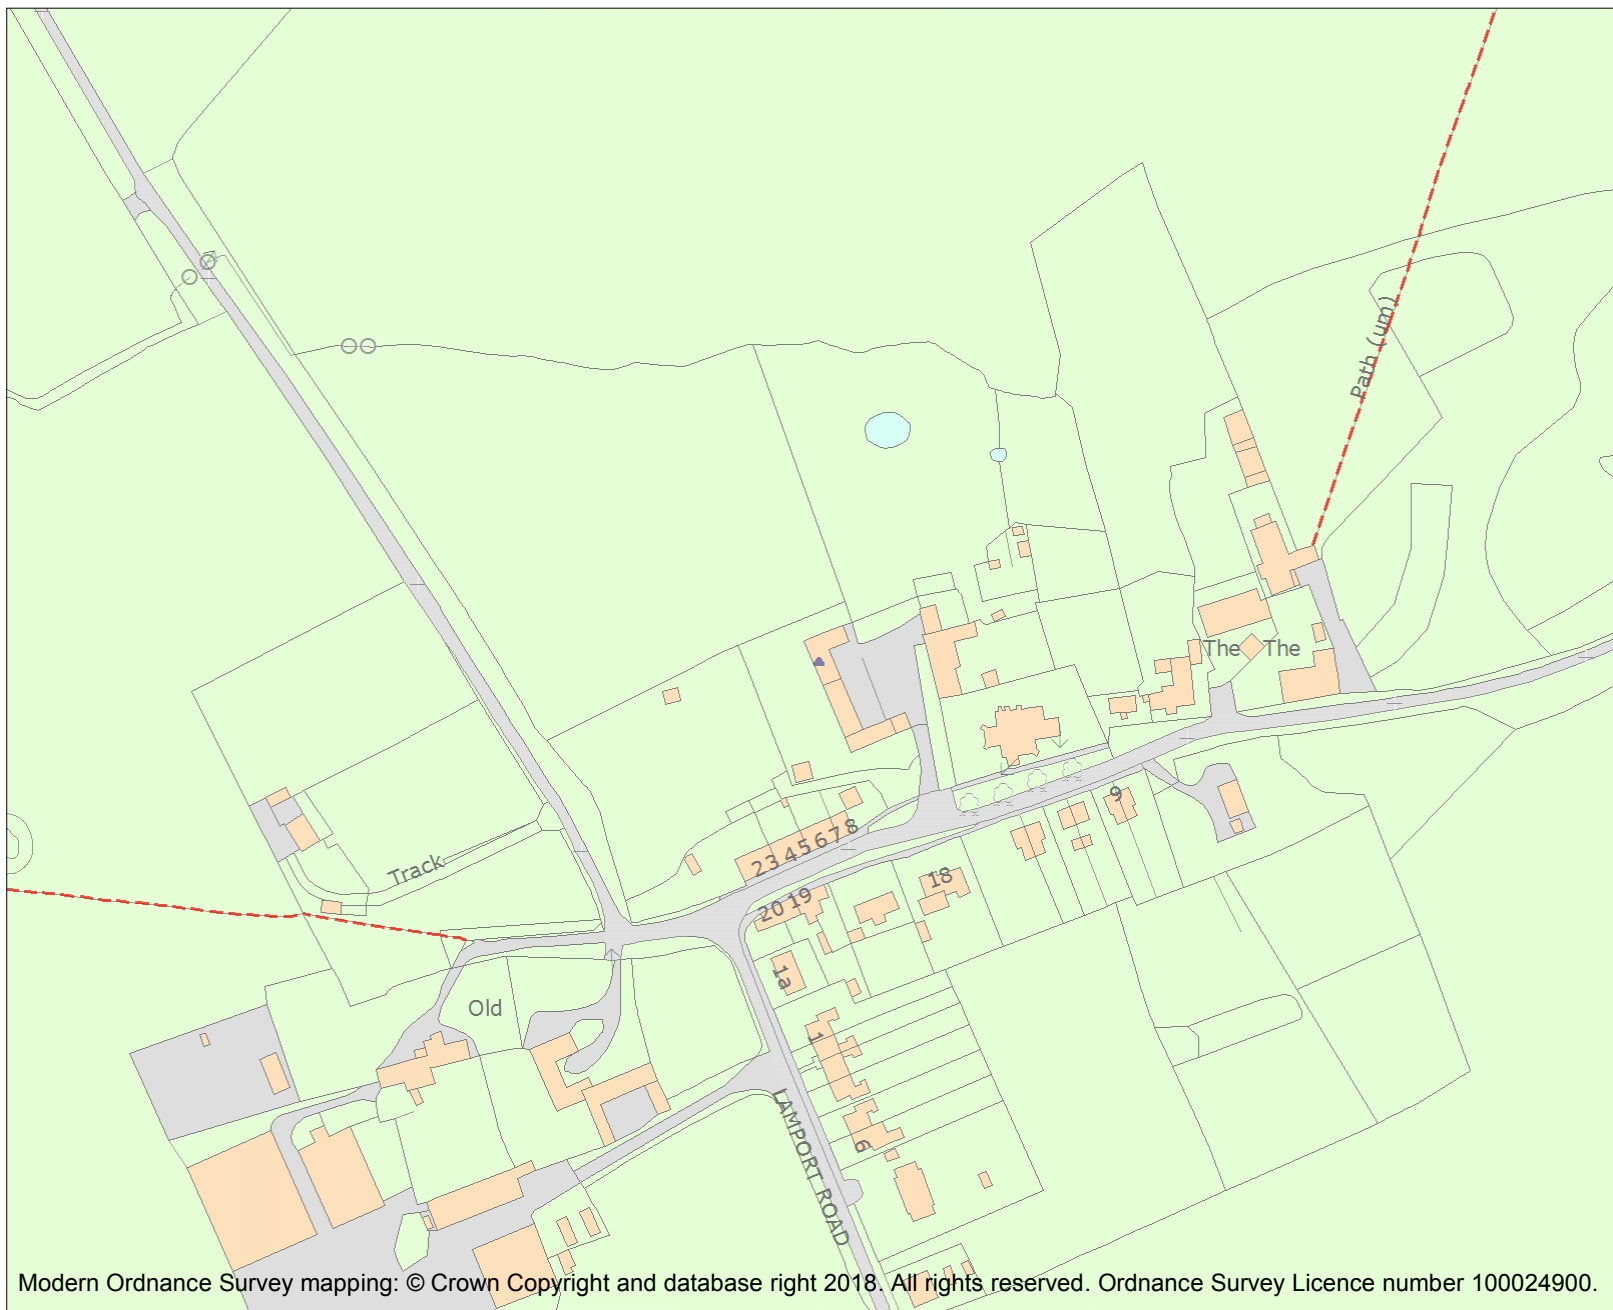 Path (um)
The The
9
2 3 4 5 6 7 8
Track
18
20 19
1a
Old
1
LAMPORT ROAD
6
Modern Ordnance Survey mapping: © Crown Copyright and database right 2018. All rights reserved. Ordnance Survey Licence number 100024900.